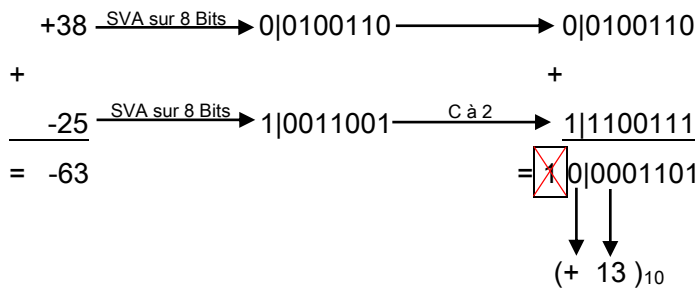 +38 SVA sur 8 Bits 0|0100110 0|0100110
+ +
-25 SVA sur 8 Bits 1|0011001 C à 2 1|1100111
= -63 = 1 0|0001101
(+ 13 )10